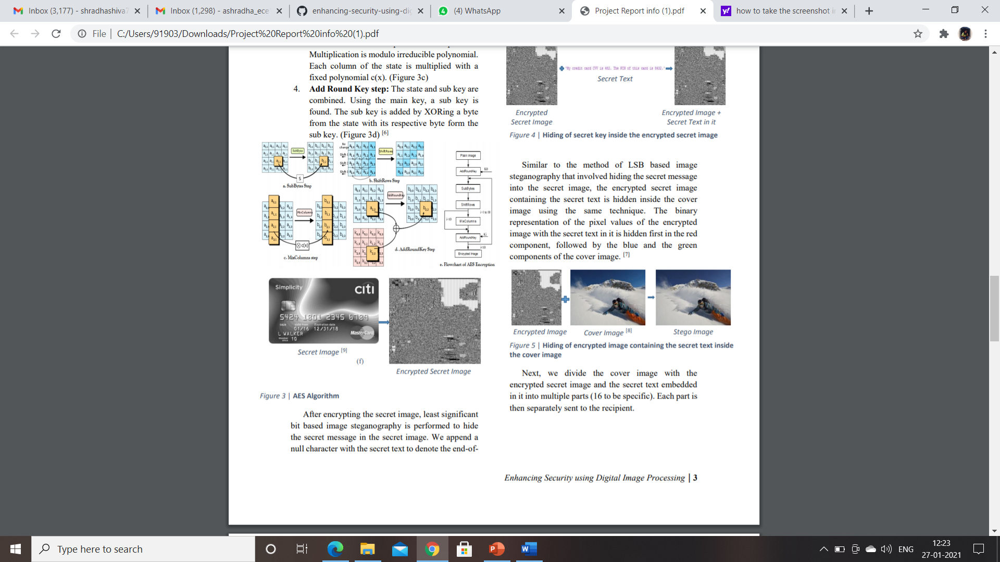 Inbox (3,177) - shradhashiva7
Inbox (1,298) - ashradha_ece
enhancing-security-using-dig
(4) WhatsApp
Project Report info (1).pdf
how to take the screenshot i
File
C:/Users/91903/Downloads/Project%20Report%20info%20(1).pdf
Multiplication is modulo irreducible polynomial.
Each column of the state is multiplied with a
fixed polynomial c(x). (Figure 3c)
4. Add Round Key step: The state and sub key are
combined. Using the main key, a sub key is
found. The sub key is added by XORing a byte
from the state with its respective byte form the
sub key. (Figure 3d) [6]
SubBytes
S
a. SubBytes Step
No
change
ShiftRows
b. ShiftRows Step
MixColumns
c(x)
c. MixColumns step
AddRoundKey
d. AddRoundKey Step
Plain image
AddRoundKey
K0
SubBytes
ShiftRows
i=1 to 10
i=10
MixColumns
AddRoundKey
Ki
Encrypted Image
e. Flowchart of AES Encryption
Simplicity
citi
5424 1801 2345 6789
5424
Valid from
Expiration date
01/16 12/31/18
L WALKER
Member
since 10
MasterCard
Secret Image [9]
(f)
Encrypted Secret Image
Figure 3 | AES Algorithm
After encrypting the secret image, least significant
bit based image steganography is performed to hide
the secret message in the secret image. We append a
null character with the secret text to denote the end-of-
'My credit card CVV is 482. The PIN of this card is 8632.'
Secret Text
Encrypted
Secret Image
Encrypted Image +
Secret Text in it
Figure 4 | Hiding of secret key inside the encrypted secret image
Similar to the method of LSB based image
steganography that involved hiding the secret message
into the secret image, the encrypted secret image
containing the secret text is hidden inside the cover
image using the same technique. The binary
representation of the pixel values of the encrypted
image with the secret text in it is hidden first in the red
component, followed by the blue and the green
components of the cover image. [7]
Encrypted Image
Cover Image [8]
Stego Image
Figure 5 | Hiding of encrypted image containing the secret text inside
the cover image
Next, we divide the cover image with the
encrypted secret image and the secret text embedded
in it into multiple parts (16 to be specific). Each part is
then separately sent to the recipient.
Enhancing Security using Digital Image Processing | 3
Type here to search
ENG
12:23
27-01-2021